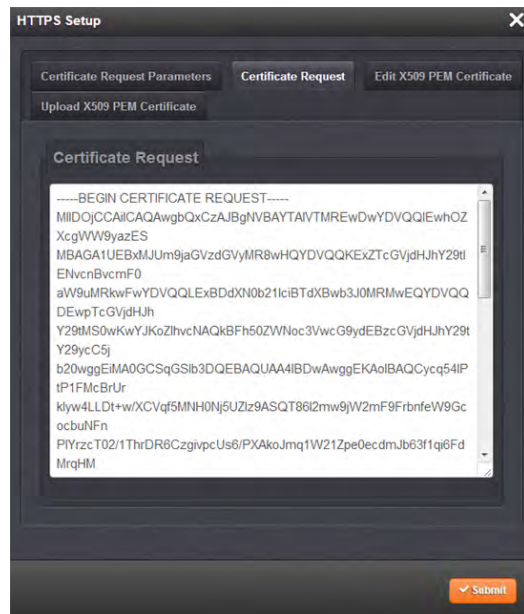 HTTPS Setup
Certificate Request Parameters
Certificate Request
Edit X509 PEM Certificate
Upload X509 PEM Certificate
Certificate Request
-----BEGIN CERTIFICATE REQUEST-----
MIIDOjCCAiICAQAwgbQxCzAJBgNVBAYTAlVTMREwDwYDVQQIEwhOZ
XcgWW9yazES
MBAGA1UEBxMJUm9jaGVzdGVyMR8wHQYDVQQKExZTcGVjdHJhY29tI
ENvcnBvcmF0
aW9uMRkwFwYDVQQLExBDdXN0b21lciBTdXBwb3J0MRMwEQYDVQQ
DEwpTcGVjdHJh
Y29tMS0wKwYJKoZIhvcNAQkBFh50ZWNoc3VwcG9ydEBzcGVjdHJhY29t
Y29ycC5j
b20wggEiMA0GCSqGSIb3DQEBAQUAA4IBDwAwggEKAoIBAQCycq54IP
tP1FMcBrUr
klyw4LLDt+w/XCVqf5MNH0Nj5UZlz9ASQT86l2mw9jW2mF9FrbnfeW9Gc
ocbuNFn
PlYrzcT02/1ThrDR6CzgivpcUs6/PXAkoJmq1W21Zpe0ecdmJb63f1qi6Fd
MrqHM
Submit